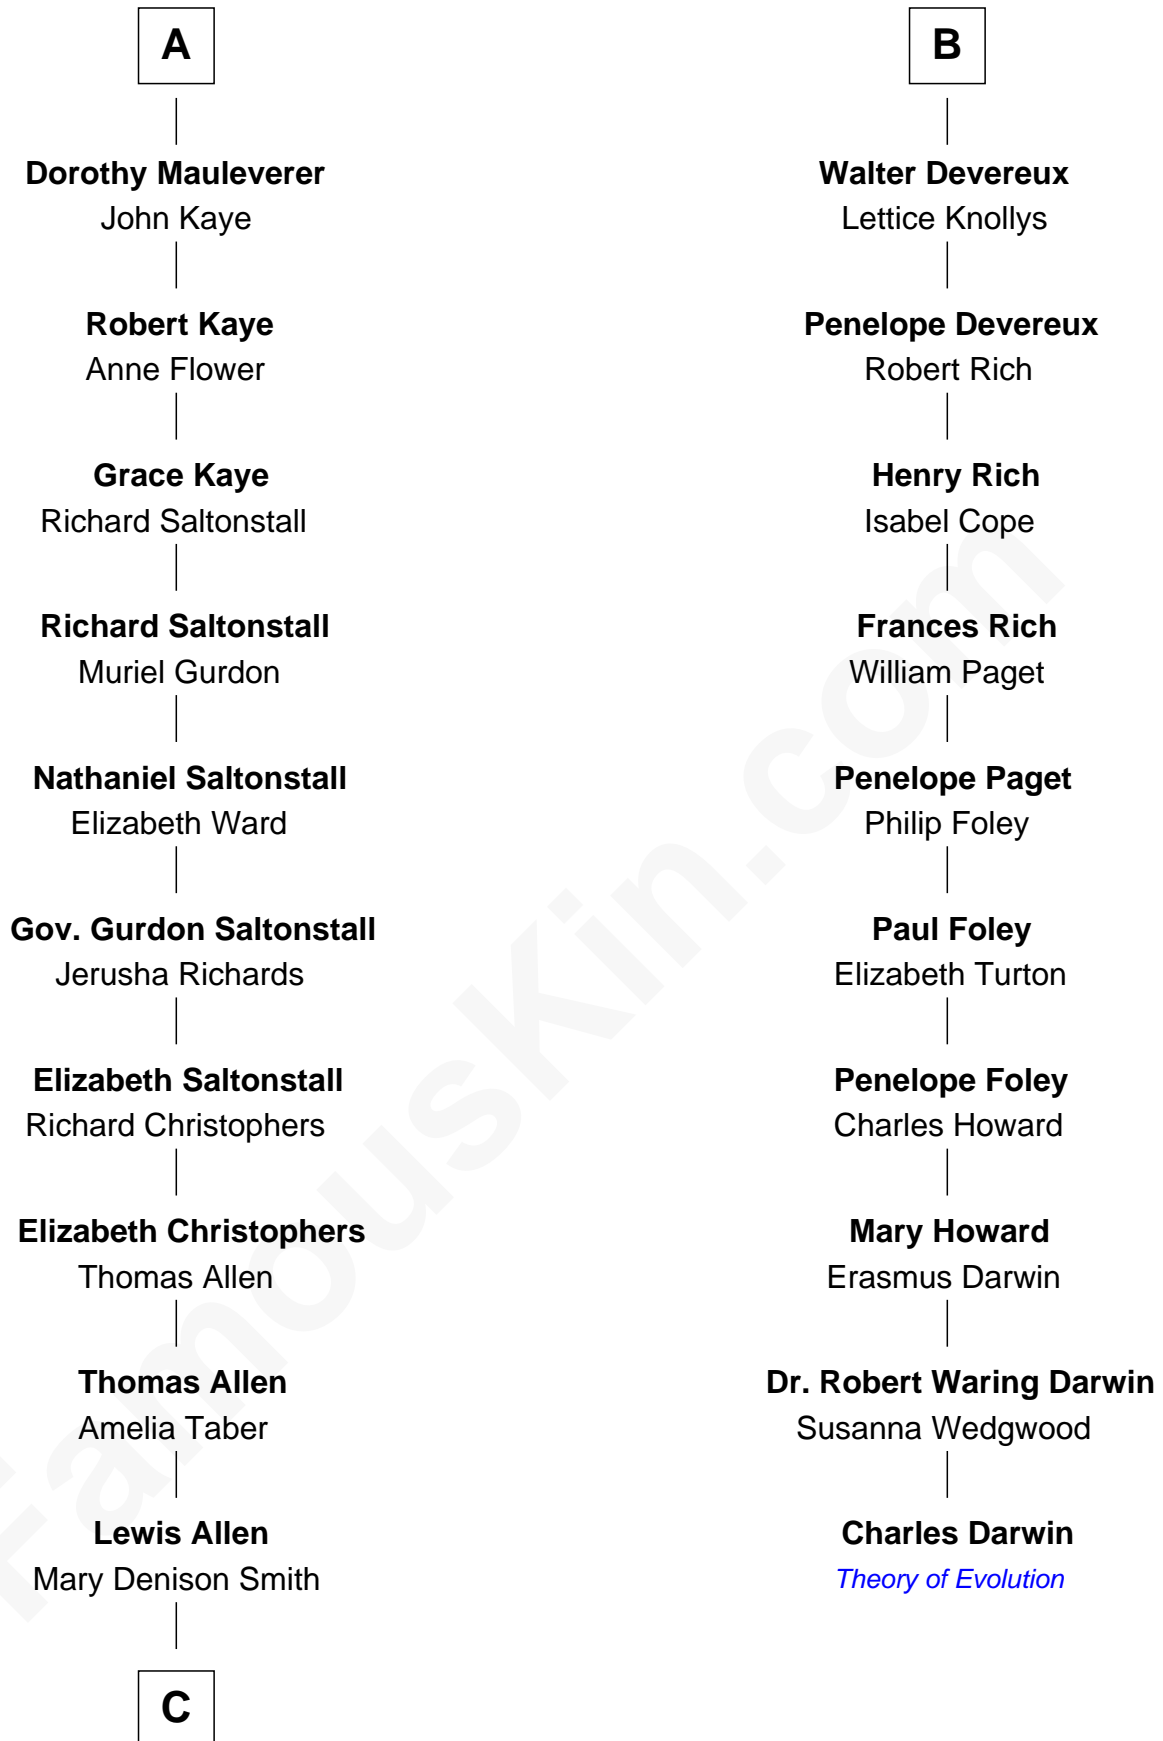 A
Dorothy Mauleverer
John Kaye
Robert Kaye
Anne Flower
Grace Kaye
Richard Saltonstall
Richard Saltonstall
Muriel Gurdon
Nathaniel Saltonstall
Elizabeth Ward
Gov. Gurdon Saltonstall
Jerusha Richards
Elizabeth Saltonstall
Richard Christophers
Elizabeth Christophers
Thomas Allen
Thomas Allen
Amelia Taber
Lewis Allen
Mary Denison Smith
C
B
Walter Devereux
Lettice Knollys
Penelope Devereux
Robert Rich
Henry Rich
Isabel Cope
Frances Rich
William Paget
Penelope Paget
Philip Foley
Paul Foley
Elizabeth Turton
Penelope Foley
Charles Howard
Mary Howard
Erasmus Darwin
Dr. Robert Waring Darwin
Susanna Wedgwood
Charles Darwin
Theory of Evolution
FamousKin.com